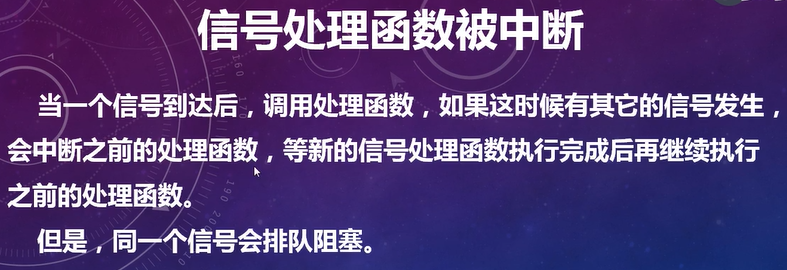 信号处理函数被中断
当一个信号到达后，调用处理函数，如果这时候有其它的信号发生，
会中断之前的处理函数，等新的信号处理函数执行完成后再继续执行
之前的处理函数。
但是，同一个信号会排队阻塞。